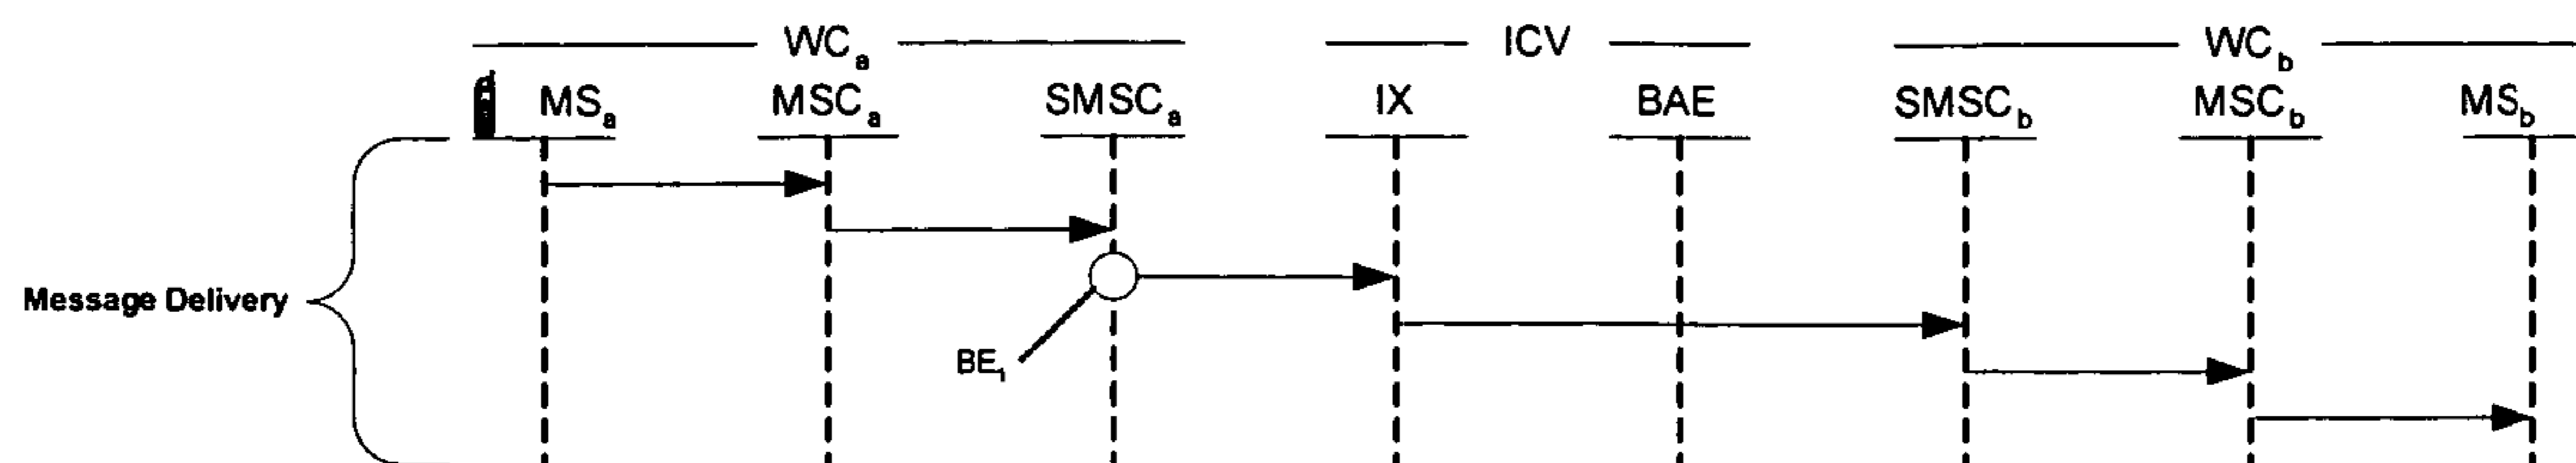 WCa ICV WCb
MSa MSCa SMSCa IX BAE SMSCb MSCb MSb
Message Delivery
BE1